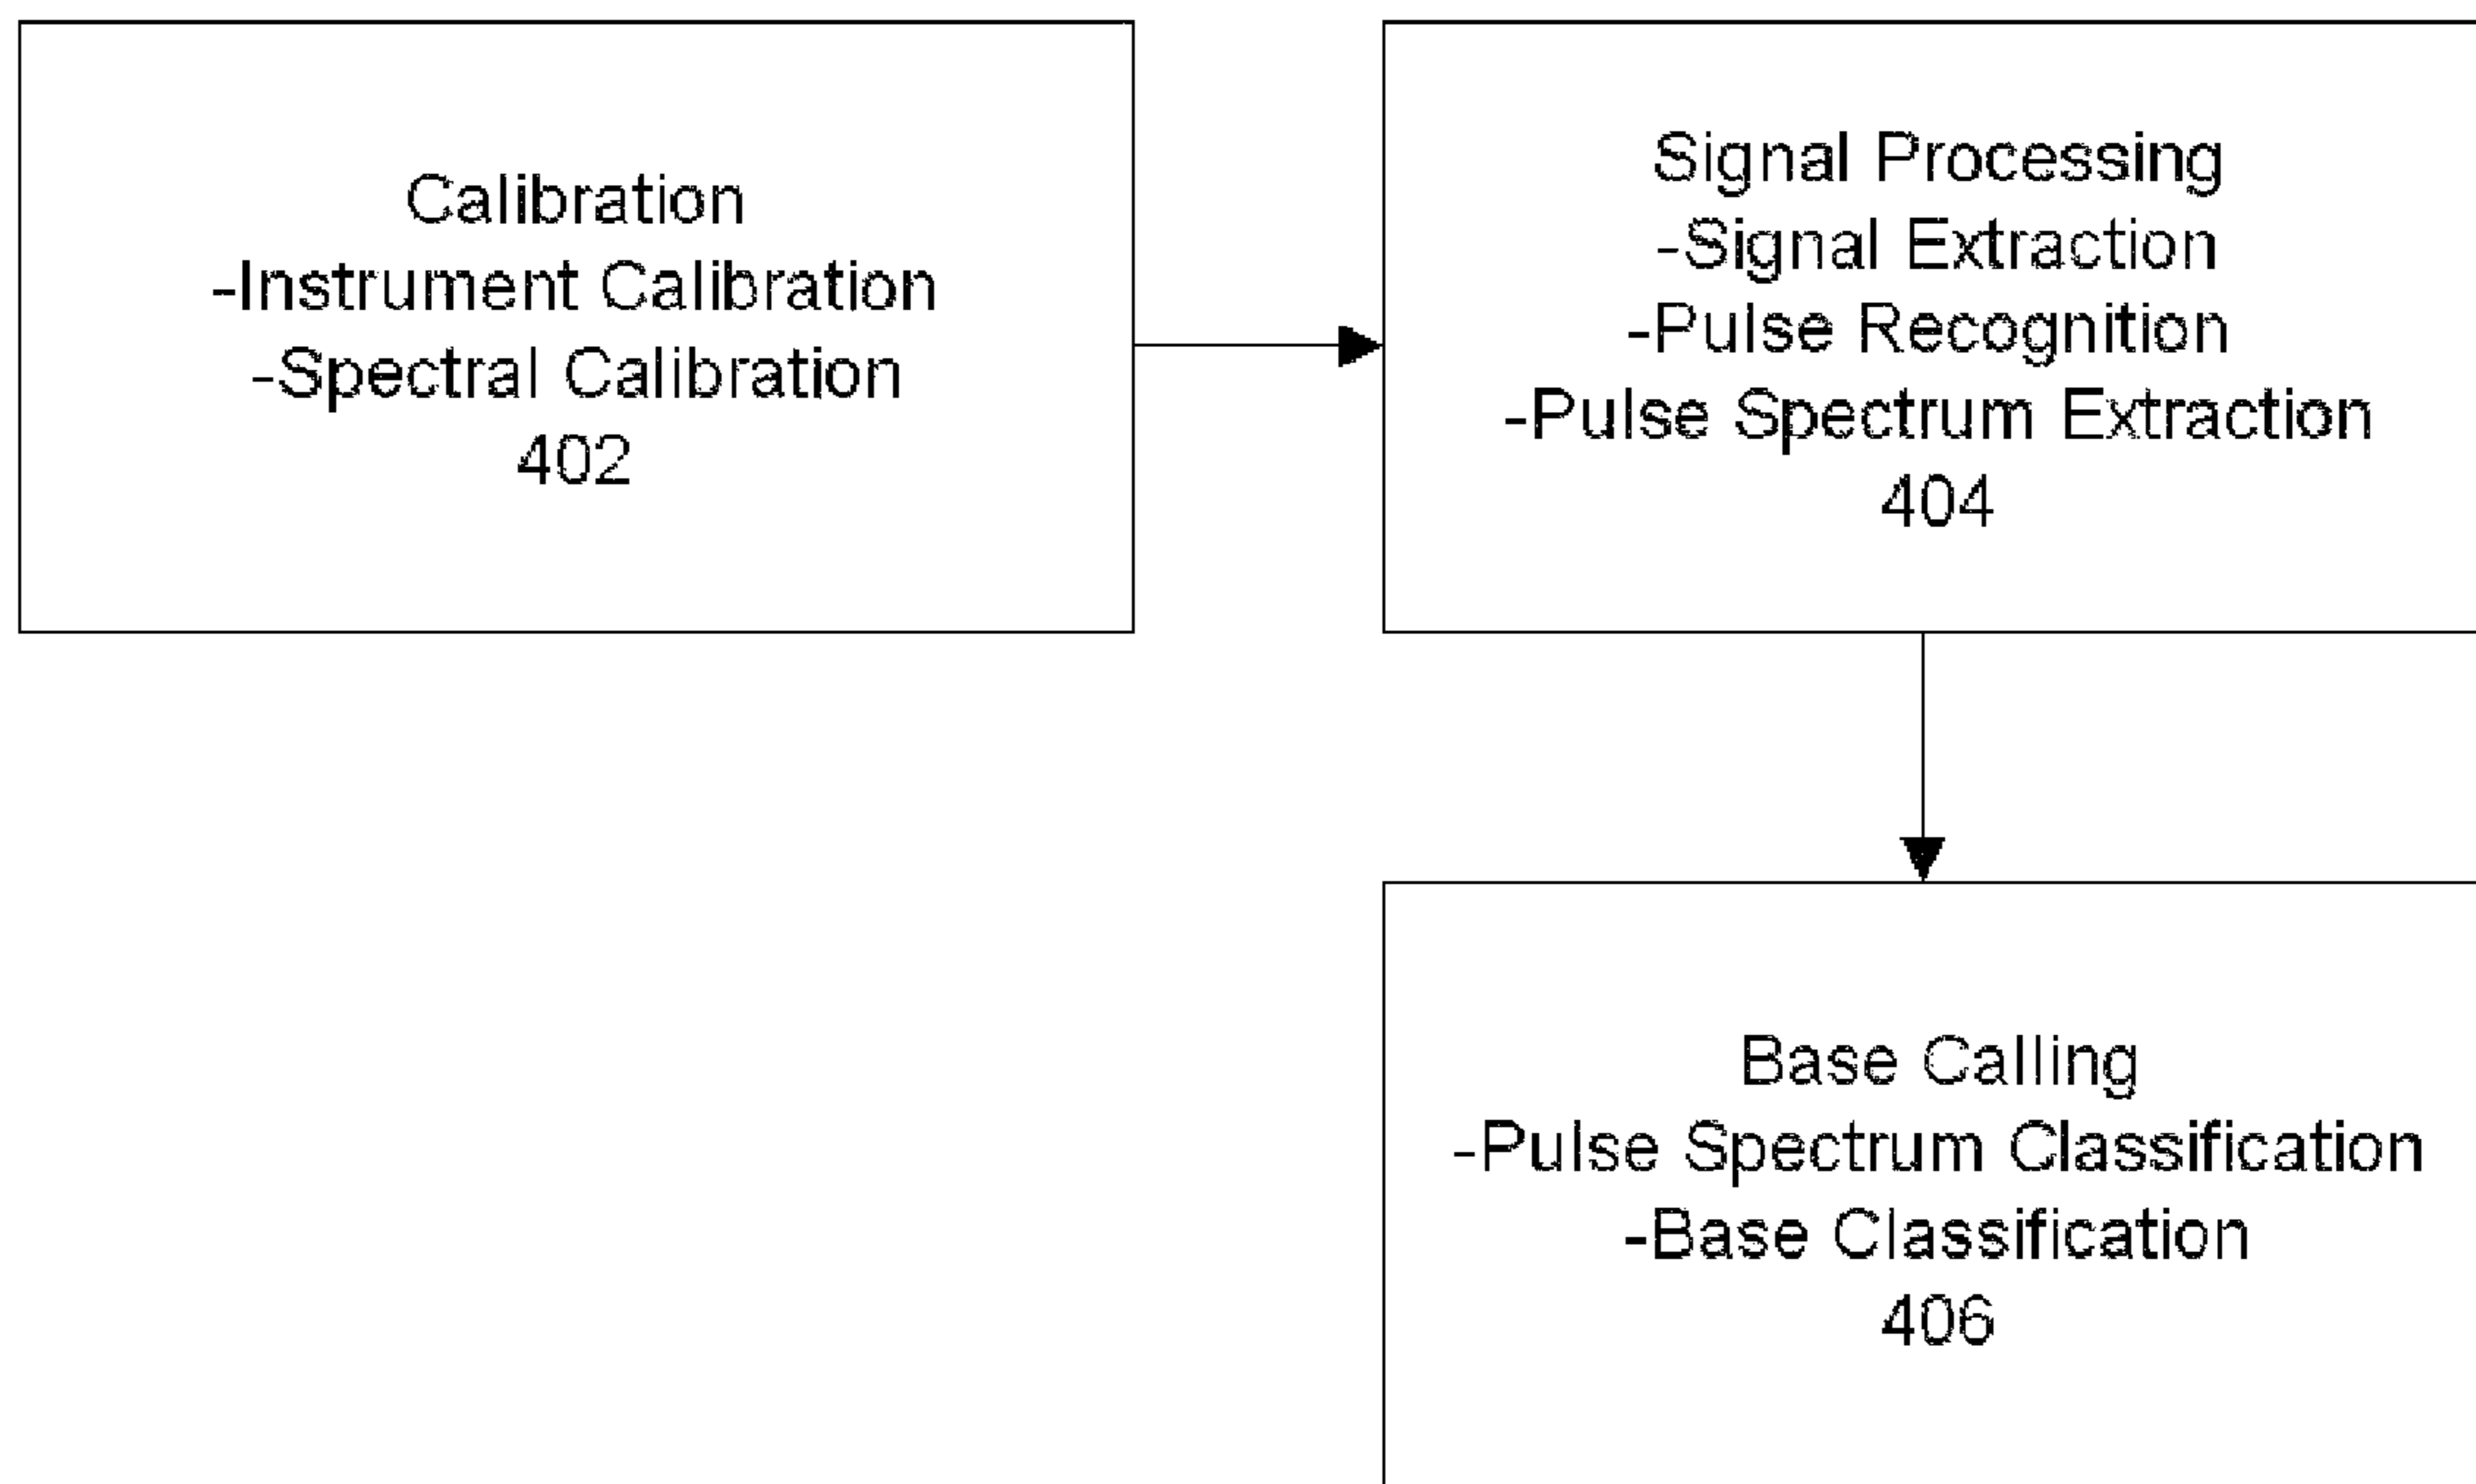 Calibration
-Instrument Calibration
-Spectral Calibration
402
Signal Processing
-Signal Extraction
-Pulse Recognition
-Pulse Spectrum Extraction
404
Base Calling
-Pulse Spectrum Classification
-Base Classification
406